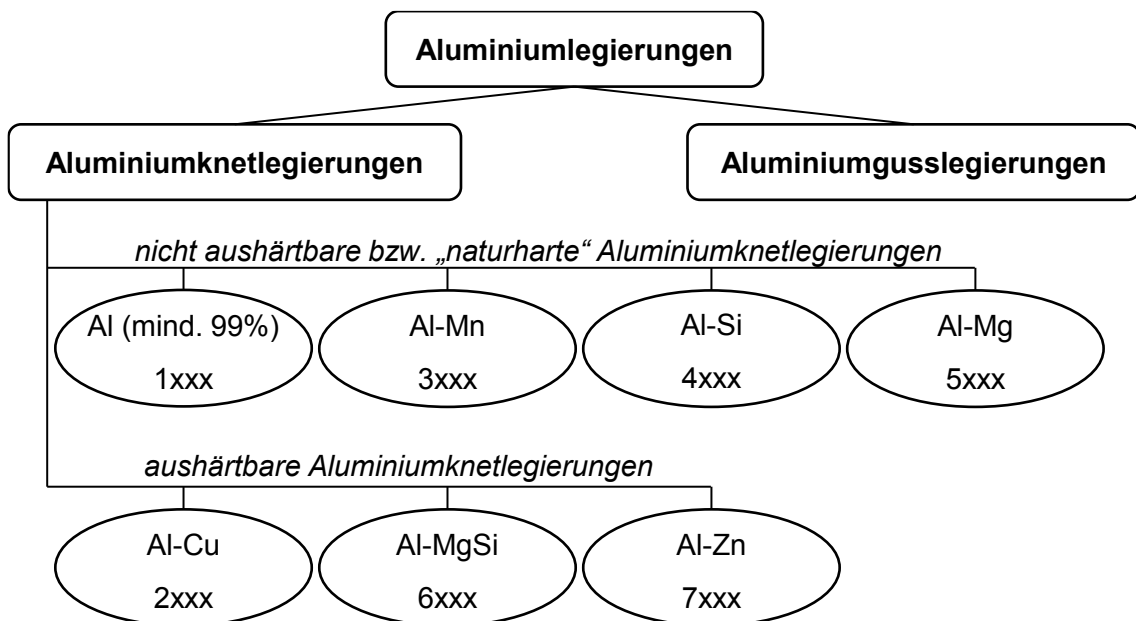 Aluminiumlegierungen
Aluminiumknetlegierungen
Aluminiumgusslegierungen
nicht aushärtbare bzw. „naturharte“ Aluminiumknetlegierungen
Al (mind. 99%)
1xxx
Al-Mn
3xxx
Al-Si
4xxx
Al-Mg
5xxx
aushärtbare Aluminiumknetlegierungen
Al-Cu
2xxx
Al-MgSi
6xxx
Al-Zn
7xxx